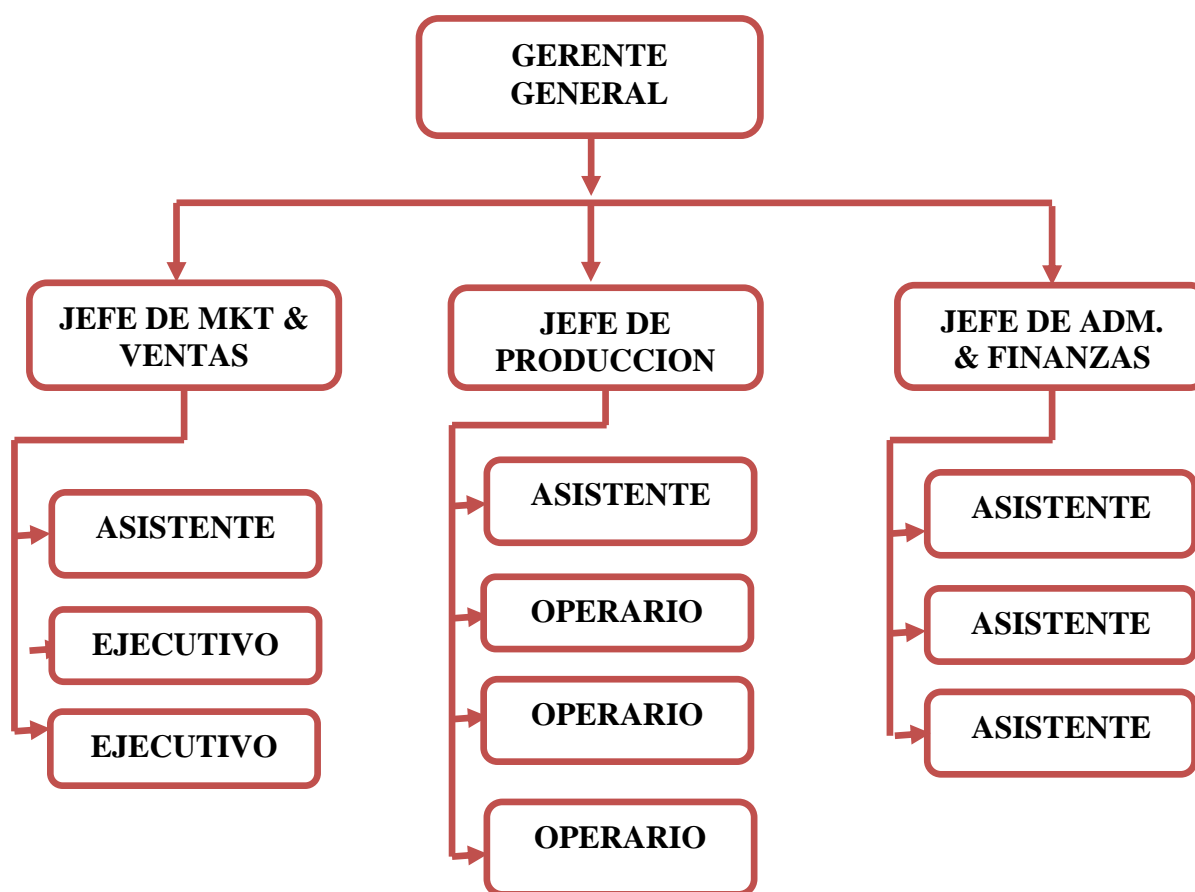 GERENTE
GENERAL
JEFE DE MKT &
VENTAS
JEFE DE
PRODUCCION
JEFE DE ADM.
& FINANZAS
ASISTENTE
EJECUTIVO
EJECUTIVO
ASISTENTE
OPERARIO
OPERARIO
OPERARIO
ASISTENTE
ASISTENTE
ASISTENTE